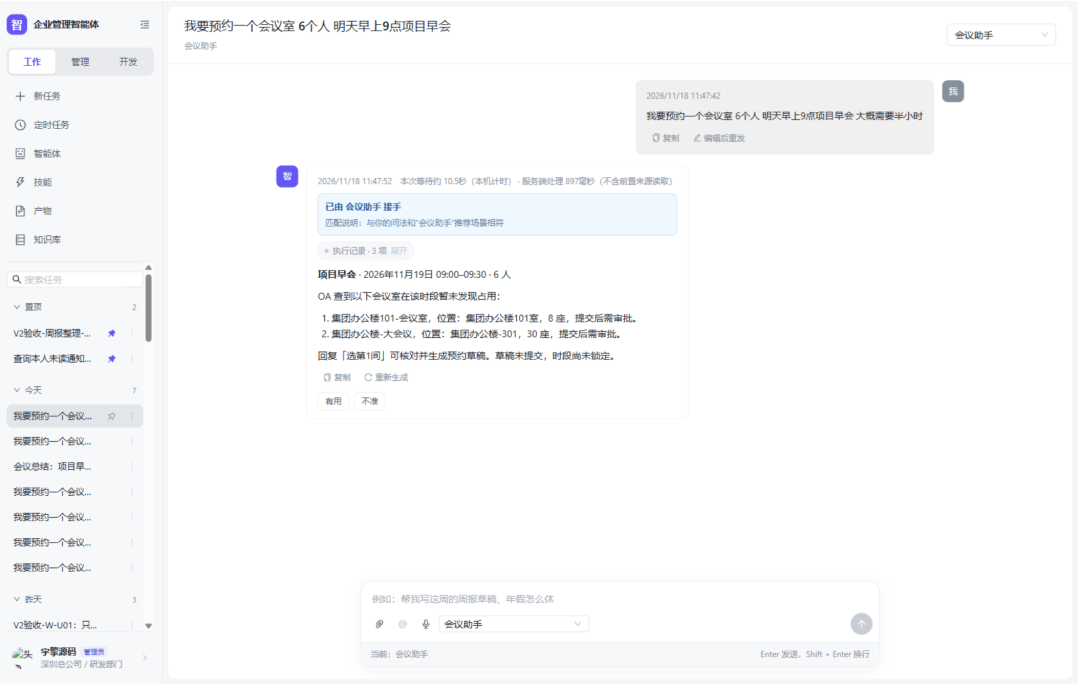 智 企业管理智能体
工作 管理 开发
新任务
定时任务
智能体
技能
产物
知识库
搜索任务
置顶 2
V2验收-周报整理-...
查询本人未读通知...
今天 7
我要预约一个会议...
我要预约一个会议...
会议总结：项目早...
我要预约一个会议...
我要预约一个会议...
我要预约一个会议...
我要预约一个会议...
昨天 3
V2验收-W-U01：只...
头
宇擎源码 管理员
深圳总公司 / 研发部门
我要预约一个会议室 6个人 明天早上9点项目早会
会议助手
会议助手
2026/11/18 11:47:42
我
我要预约一个会议室 6个人 明天早上9点项目早会 大概需要半小时
复制 编辑后重发
智
2026/11/18 11:47:52 本次等待约 10.5秒（本机计时） · 服务端处理 897毫秒（不含前置来源读取）
已由 会议助手 接手
匹配说明：与你的问法和“会议助手”推荐场景相符
执行记录 · 3 项 展开
项目早会 · 2026年11月19日 09:00–09:30 · 6 人
OA 查到以下会议室在该时段暂未发现占用：
1. 集团办公楼101-会议室，位置：集团办公楼101室，8 座，提交后需审批。
2. 集团办公楼-大会议，位置：集团办公楼-301，30 座，提交后需审批。
回复「选第1间」可核对并生成预约草稿。草稿未提交，时段尚未锁定。
复制 重新生成
有用 不准
例如：帮我写这周的周报草稿、年假怎么休
@ 会议助手
当前：会议助手 Enter 发送，Shift + Enter 换行